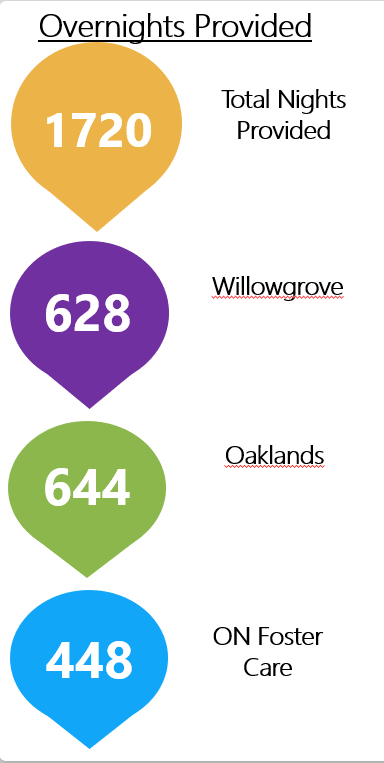 Overnights Provided
1720
Total Nights
Provided
628
Willowgrove
644
Oaklands
448
ON Foster
Care